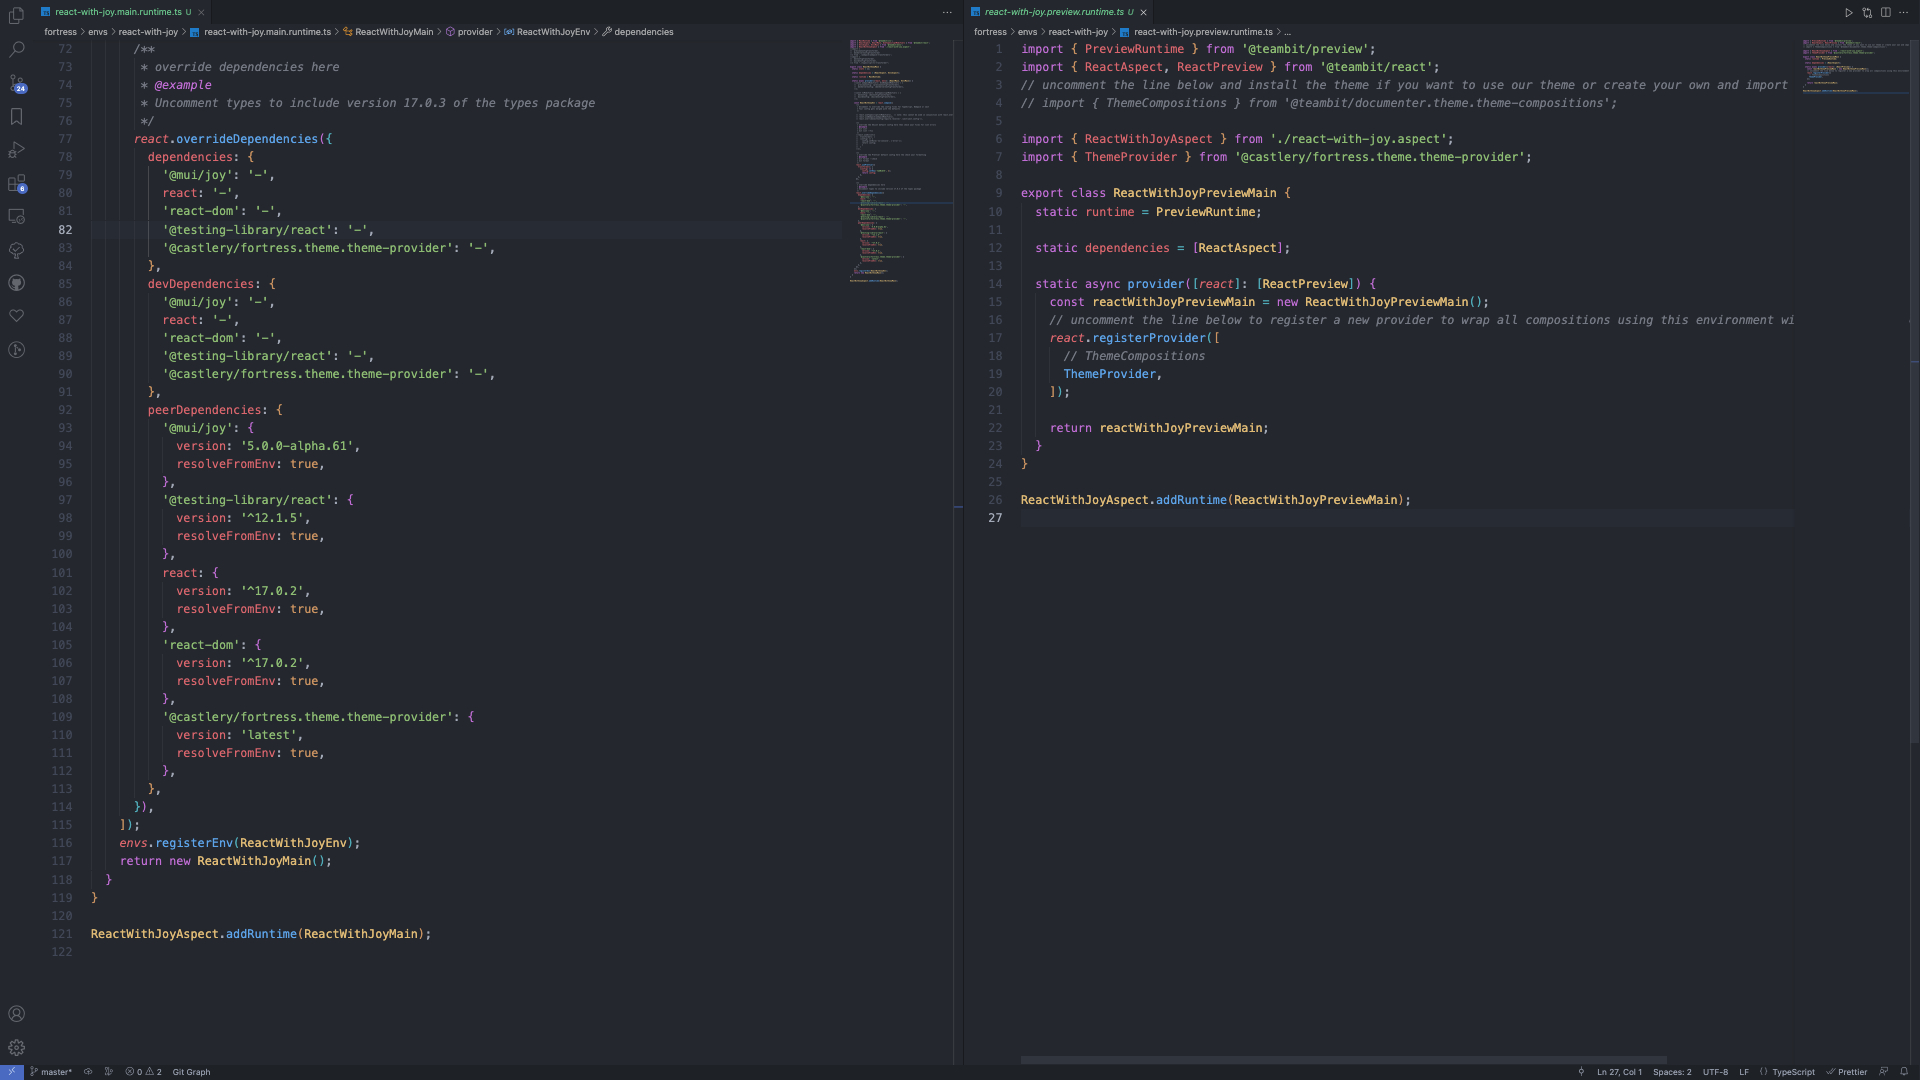 react-with-joy.main.runtime.ts U
fortress > envs > react-with-joy > react-with-joy.main.runtime.ts > ReactWithJoyMain > provider > ReactWithJoyEnv > dependencies
72 /**
73 * override dependencies here
74 * @example
75 * Uncomment types to include version 17.0.3 of the types package
76 */
77 react.overrideDependencies({
78 dependencies: {
79 '@mui/joy': '-',
80 react: '-',
81 'react-dom': '-',
82 '@testing-library/react': '-',
83 '@castlery/fortress.theme.theme-provider': '-',
84 },
85 devDependencies: {
86 '@mui/joy': '-',
87 react: '-',
88 'react-dom': '-',
89 '@testing-library/react': '-',
90 '@castlery/fortress.theme.theme-provider': '-',
91 },
92 peerDependencies: {
93 '@mui/joy': {
94 version: '5.0.0-alpha.61',
95 resolveFromEnv: true,
96 },
97 '@testing-library/react': {
98 version: '^12.1.5',
99 resolveFromEnv: true,
100 },
101 react: {
102 version: '^17.0.2',
103 resolveFromEnv: true,
104 },
105 'react-dom': {
106 version: '^17.0.2',
107 resolveFromEnv: true,
108 },
109 '@castlery/fortress.theme.theme-provider': {
110 version: 'latest',
111 resolveFromEnv: true,
112 },
113 },
114 }),
115 ]);
116 envs.registerEnv(ReactWithJoyEnv);
117 return new ReactWithJoyMain();
118 }
119 }
120
121 ReactWithJoyAspect.addRuntime(ReactWithJoyMain);
122
react-with-joy.preview.runtime.ts U
fortress > envs > react-with-joy > react-with-joy.preview.runtime.ts > ...
1 import { PreviewRuntime } from '@teambit/preview';
2 import { ReactAspect, ReactPreview } from '@teambit/react';
3 // uncomment the line below and install the theme if you want to use our theme or create your own and import
4 // import { ThemeCompositions } from '@teambit/documenter.theme.theme-compositions';
5
6 import { ReactWithJoyAspect } from './react-with-joy.aspect';
7 import { ThemeProvider } from '@castlery/fortress.theme.theme-provider';
8
9 export class ReactWithJoyPreviewMain {
10 static runtime = PreviewRuntime;
11
12 static dependencies = [ReactAspect];
13
14 static async provider([react]: [ReactPreview]) {
15 const reactWithJoyPreviewMain = new ReactWithJoyPreviewMain();
16 // uncomment the line below to register a new provider to wrap all compositions using this environment wi
17 react.registerProvider([
18 // ThemeCompositions
19 ThemeProvider,
20 ]);
21
22 return reactWithJoyPreviewMain;
23 }
24 }
25
26 ReactWithJoyAspect.addRuntime(ReactWithJoyPreviewMain);
27
24
6
master* 0 2 Git Graph
Ln 27, Col 1 Spaces: 2 UTF-8 LF {} TypeScript Prettier